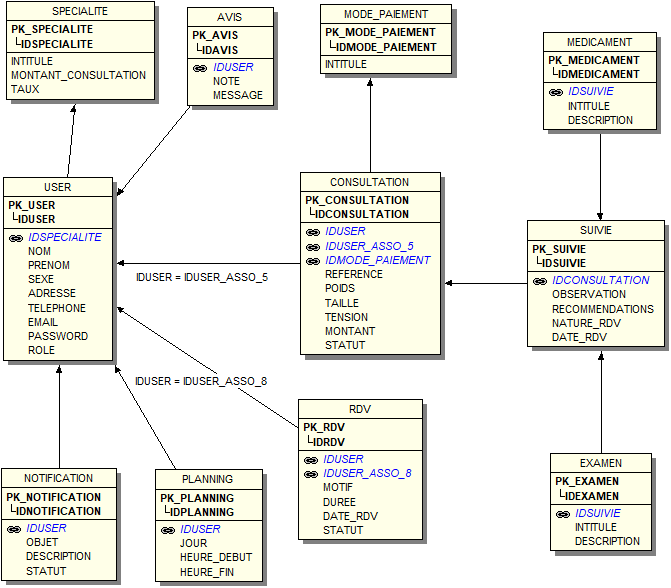 SPECIALITE
PK_SPECIALITE
IDSPECIALITE
INTITULE
MONTANT_CONSULTATION
TAUX
AVIS
PK_AVIS
IDAVIS
IDUSER
NOTE
MESSAGE
MODE_PAIEMENT
PK_MODE_PAIEMENT
IDMODE_PAIEMENT
INTITULE
MEDICAMENT
PK_MEDICAMENT
IDMEDICAMENT
IDSUIVIE
INTITULE
DESCRIPTION
USER
PK_USER
IDUSER
IDSPECIALITE
NOM
PRENOM
SEXE
ADRESSE
TELEPHONE
EMAIL
PASSWORD
ROLE
CONSULTATION
PK_CONSULTATION
IDCONSULTATION
IDUSER
IDUSER_ASSO_5
IDMODE_PAIEMENT
REFERENCE
POIDS
TAILLE
TENSION
MONTANT
STATUT
SUIVIE
PK_SUIVIE
IDSUIVIE
IDCONSULTATION
OBSERVATION
RECOMMENDATIONS
NATURE_RDV
DATE_RDV
IDUSER = IDUSER_ASSO_5
IDUSER = IDUSER_ASSO_8
NOTIFICATION
PK_NOTIFICATION
IDNOTIFICATION
IDUSER
OBJET
DESCRIPTION
STATUT
PLANNING
PK_PLANNING
IDPLANNING
IDUSER
JOUR
HEURE_DEBUT
HEURE_FIN
RDV
PK_RDV
IDRDV
IDUSER
IDUSER_ASSO_8
MOTIF
DUREE
DATE_RDV
STATUT
EXAMEN
PK_EXAMEN
IDEXAMEN
IDSUIVIE
INTITULE
DESCRIPTION